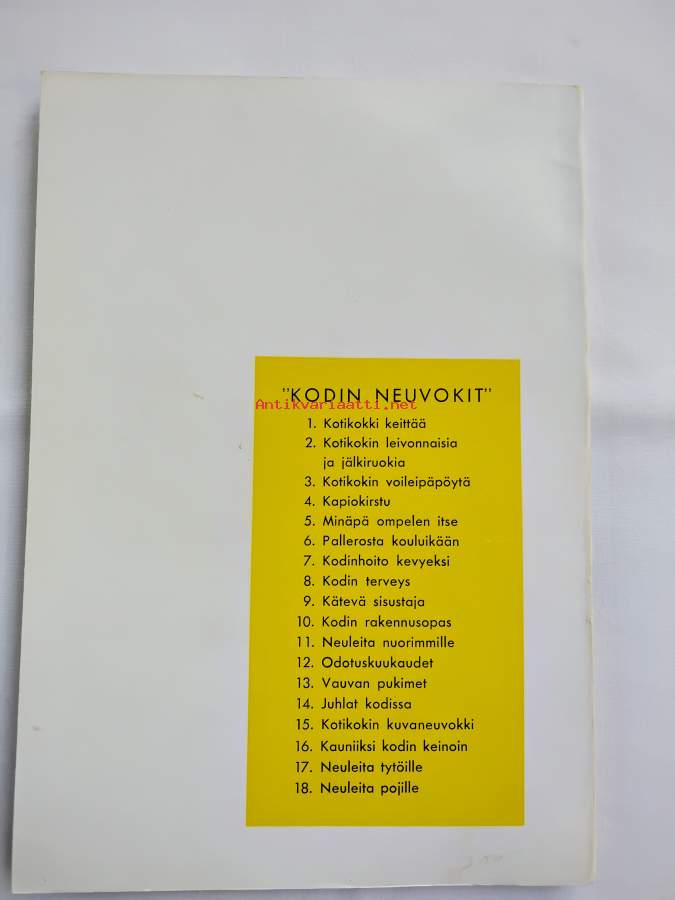 "KODIN NEUVOKIT"
Antikvariaatti.net
1. Kotikokki keittää
2. Kotikokin leivonnaisia
ja jälkiruokia
3. Kotikokin voileipäpöytä
4. Kapiokirstu
5. Minäpä ompelen itse
6. Pallerosta kouluikään
7. Kodinhoito kevyeksi
8. Kodin terveys
9. Kätevä sisustaja
10. Kodin rakennusopas
11. Neuleita nuorimmille
12. Odotuskuukaudet
13. Vauvan pukimet
14. Juhlat kodissa
15. Kotikokin kuvaneuvokki
16. Kauniiksi kodin keinoin
17. Neuleita tytöille
18. Neuleita pojille